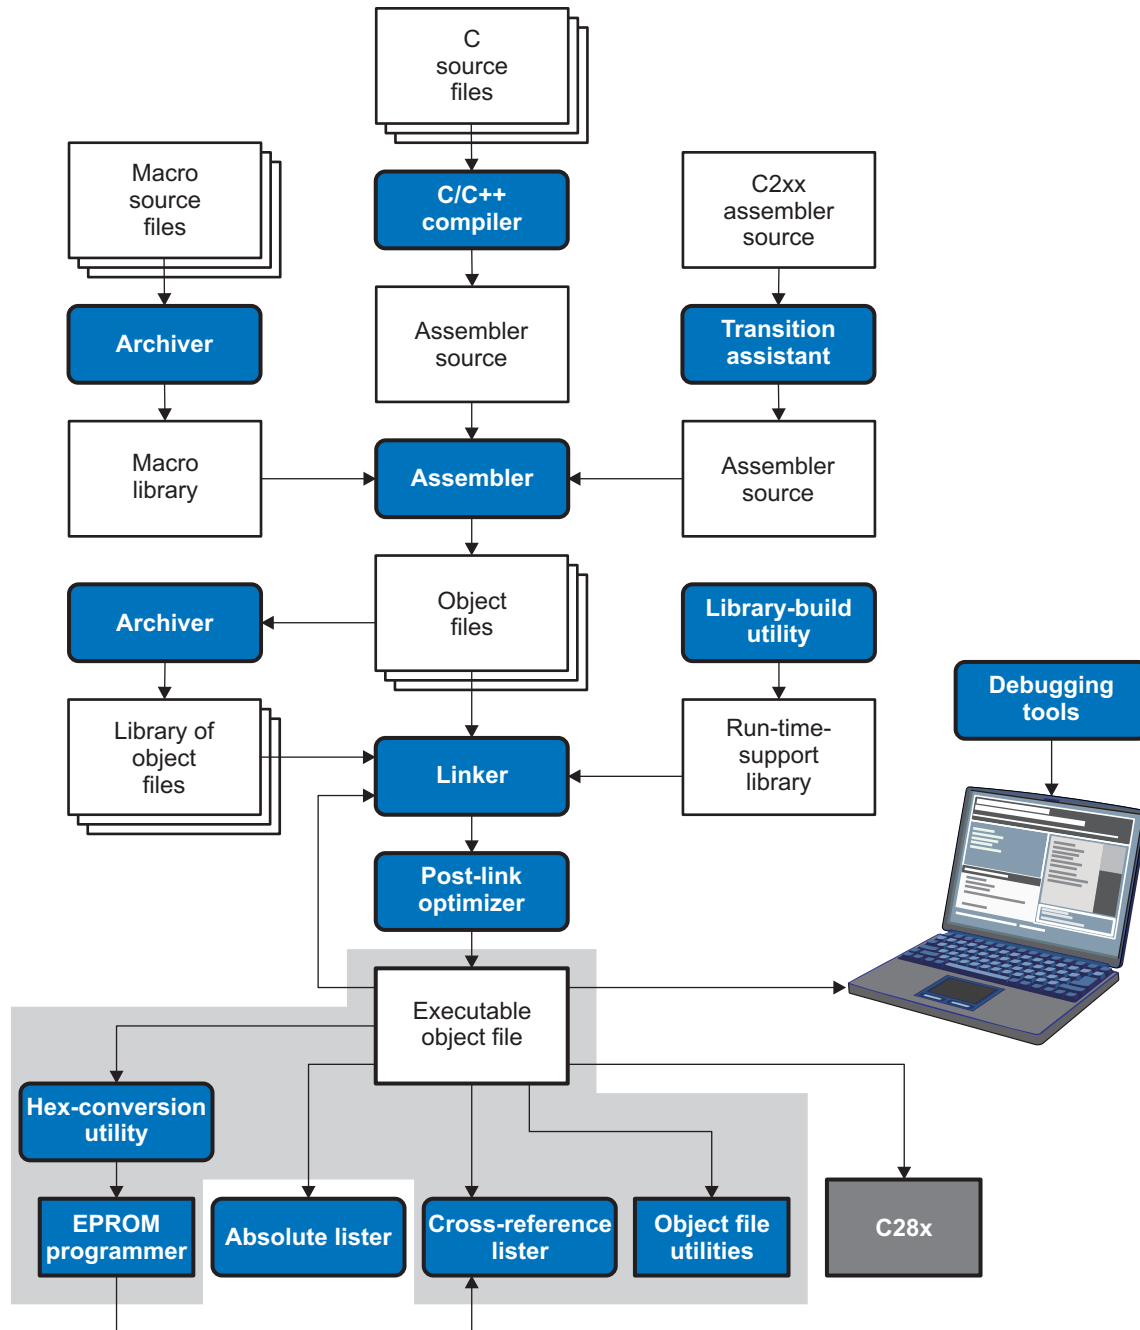 C
source
files
Macro
source
files
C/C++
compiler
C2xx
assembler
source
Archiver
Assembler
source
Transition
assistant
Macro
library
Assembler
Assembler
source
Archiver
Object
files
Library-build
utility
Debugging
tools
Library of
object
files
Linker
Run-time-
support
library
Post-link
optimizer
Executable
object file
Hex-conversion
utility
EPROM
programmer
Absolute lister
Cross-reference
lister
Object file
utilities
C28x